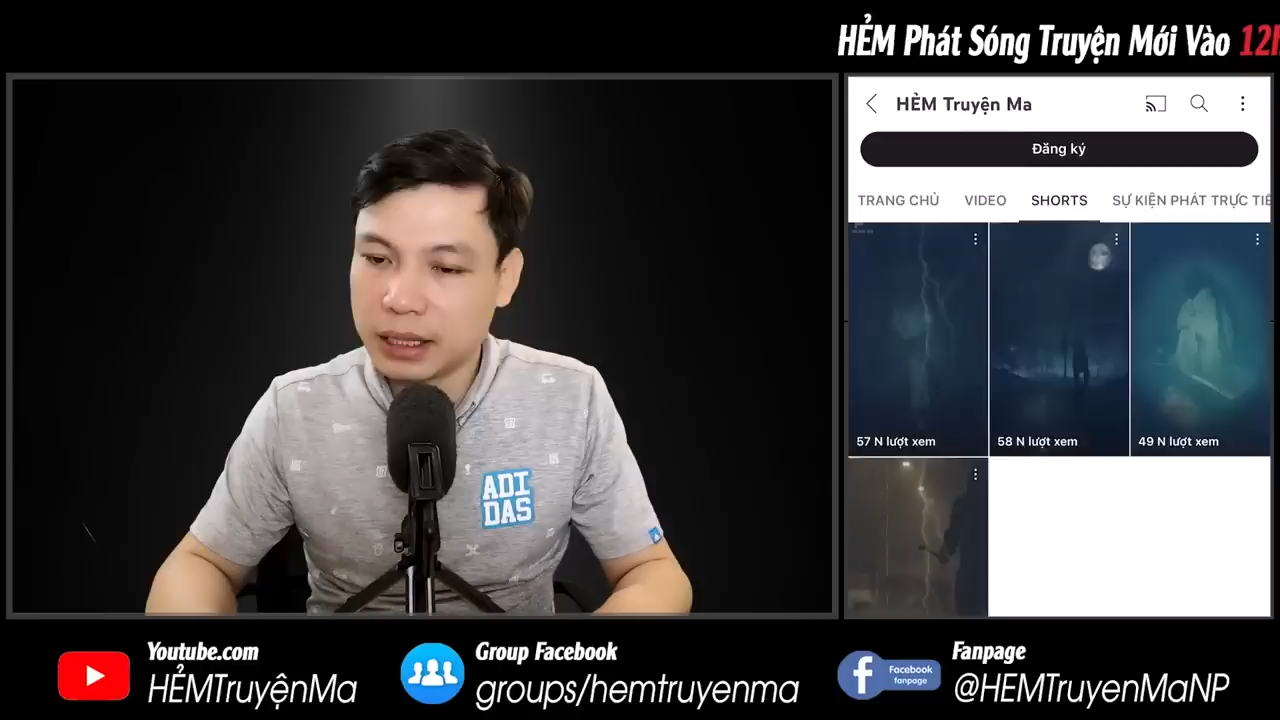 HẺM Phát Sóng Truyện Mới Vào 12h
HẺM Truyện Ma
Đăng ký
TRANG CHỦ VIDEO SHORTS SỰ KIỆN PHÁT TRỰC TIẾ
57 N lượt xem 58 N lượt xem 49 N lượt xem
ADI
DAS
Youtube.com
HẺMTruyệnMa
Group Facebook
groups/hemtruyenma
Facebook
fanpage
Fanpage
@HEMTruyenMaNP